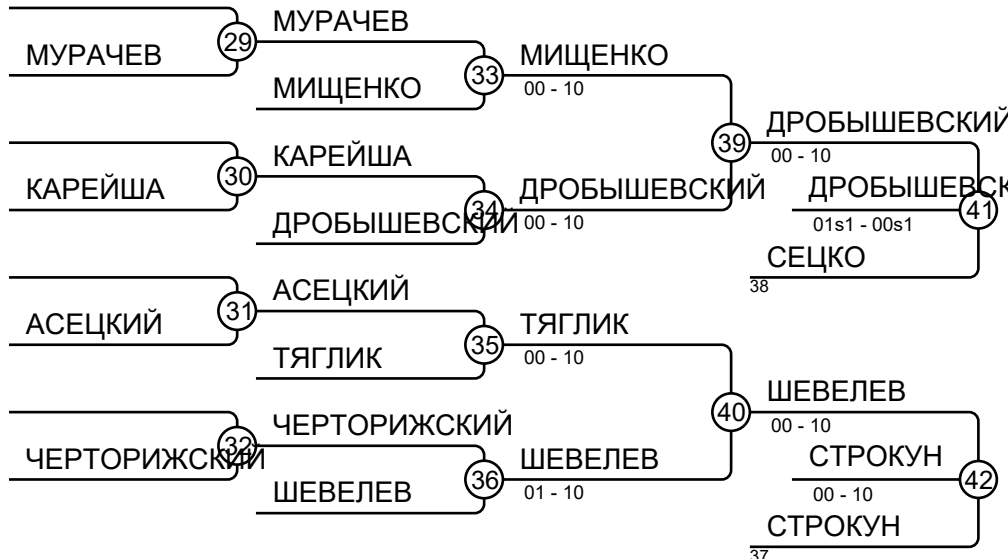 МУРАЧЕВ
29
МУРАЧЕВ
МИЩЕНКО
33
МИЩЕНКО
00 - 10
КАРЕЙША
30
КАРЕЙША
ДРОБЫШЕВСКИЙ
34
ДРОБЫШЕВСКИЙ
00 - 10
39
ДРОБЫШЕВСКИЙ
00 - 10
ДРОБЫШЕВСК
01s1 - 00s1
41
СЕЦКО
38
АСЕЦКИЙ
31
АСЕЦКИЙ
ТЯГЛИК
35
ТЯГЛИК
00 - 10
ЧЕРТОРИЖСКИЙ
32
ЧЕРТОРИЖСКИЙ
ШЕВЕЛЕВ
36
ШЕВЕЛЕВ
01 - 10
40
ШЕВЕЛЕВ
00 - 10
СТРОКУН
00 - 10
42
СТРОКУН
37